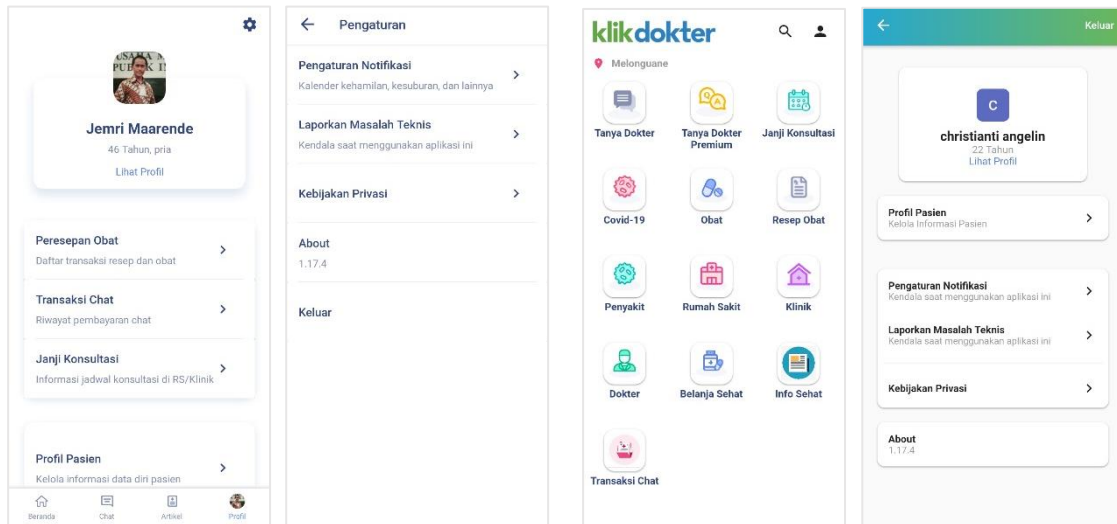 Jemri Maarende
46 Tahun, pria
Lihat Profil
Peresepan Obat
Daftar transaksi resep dan obat
Transaksi Chat
Riwayat pembayaran chat
Janji Konsultasi
Informasi jadwal konsultasi di RS/Klinik
Profil Pasien
Kelola informasi data diri pasien
Beranda Chat Artikel Profil
Pengaturan
Pengaturan Notifikasi
Kalender kehamilan, kesuburan, dan lainnya
Laporkan Masalah Teknis
Kendala saat menggunakan aplikasi ini
Kebijakan Privasi
About
1.17.4
Keluar
klikdokter
Melonguane
Tanya Dokter Tanya Dokter Janji Konsultasi
Premium
Covid-19 Obat Resep Obat
Penyakit Rumah Sakit Klinik
Dokter Belanja Sehat Info Sehat
Transaksi Chat
Keluar
C
christianti angelin
22 Tahun
Lihat Profil
Profil Pasien
Kelola Informasi Pasien
Pengaturan Notifikasi
Kendala saat menggunakan aplikasi ini
Laporkan Masalah Teknis
Kendala saat menggunakan aplikasi ini
Kebijakan Privasi
About
1.17.4